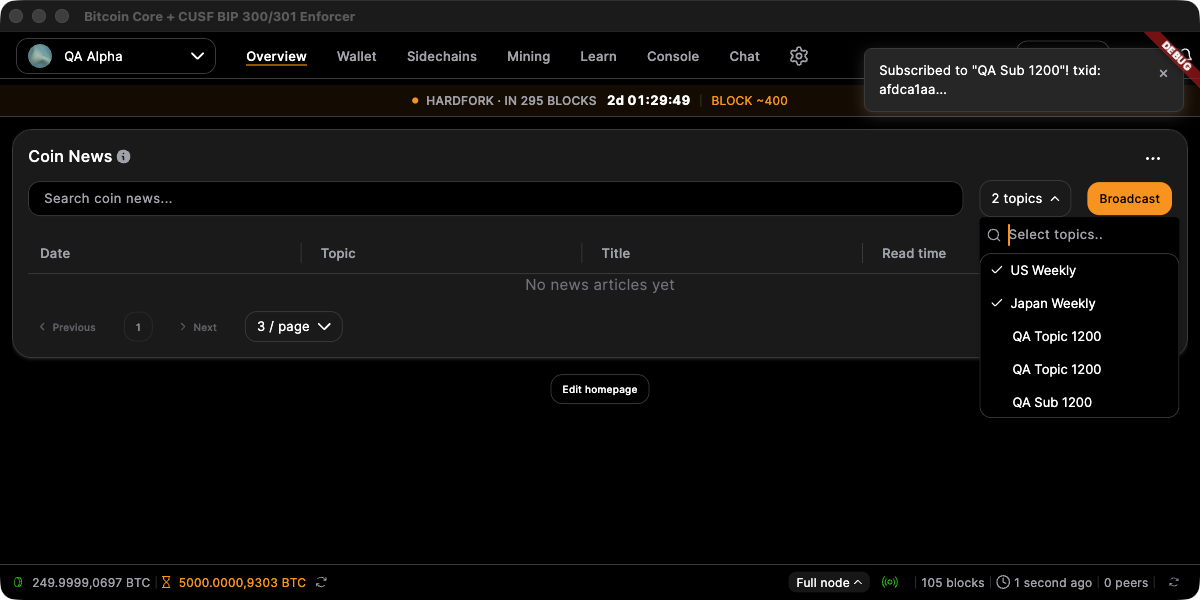 Bitcoin Core + CUSF BIP 300/301 Enforcer
QA Alpha
Overview
Wallet
Sidechains
Mining
Learn
Console
Chat
DEBUG
Subscribed to "QA Sub 1200"! txid:
afdca1aa...
HARDFORK · IN 295 BLOCKS 2d 01:29:49 BLOCK ~400
Coin News
Search coin news...
2 topics
Broadcast
Select topics..
Date
Topic
Title
Read time
US Weekly
No news articles yet
Japan Weekly
Previous
1
Next
3 / page
QA Topic 1200
QA Topic 1200
QA Sub 1200
Edit homepage
249.9999,0697 BTC
5000.0000,9303 BTC
Full node
105 blocks
1 second ago
0 peers